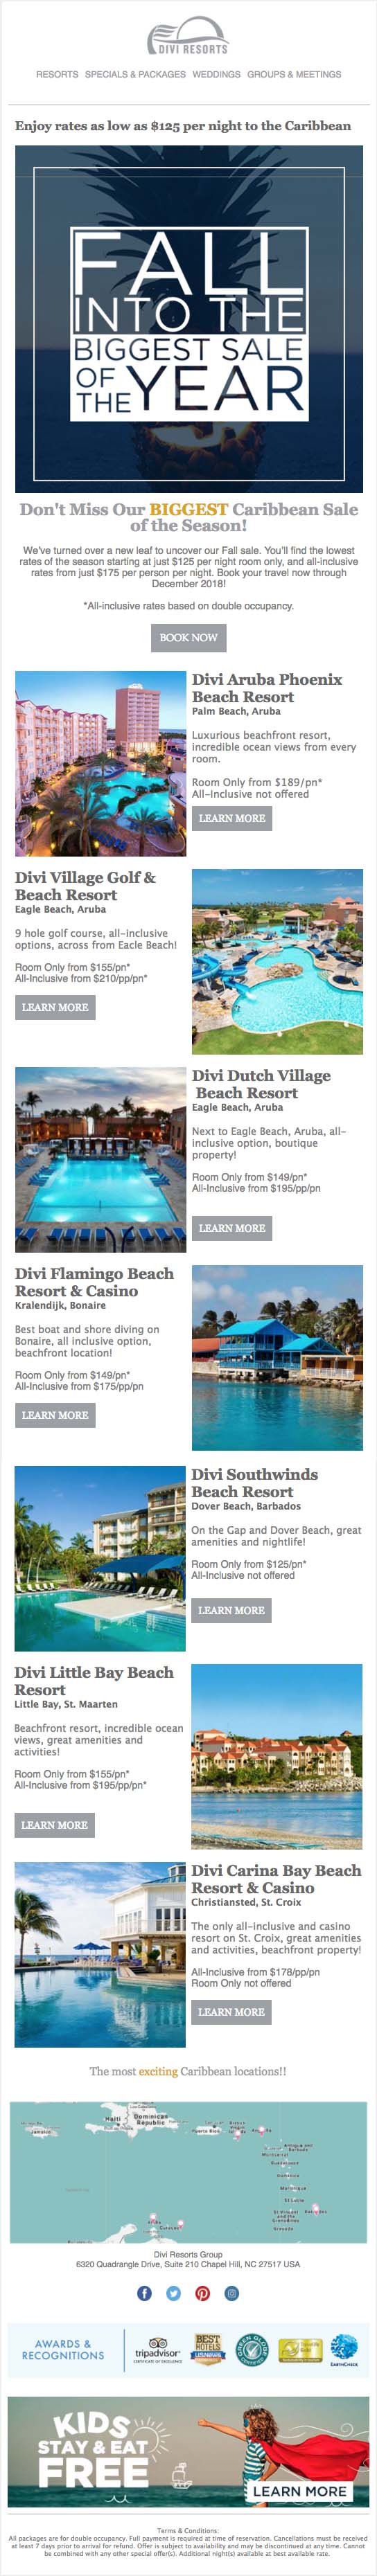 DIVI RESORTS
RESORTS SPECIALS & PACKAGES WEDDINGS GROUPS & MEETINGS
Enjoy rates as low as $125 per night to the Caribbean
FALL
INTO THE
BIGGEST SALE
OF THE YEAR
Don't Miss Our BIGGEST Caribbean Sale
of the Season!
We've turned over a new leaf to uncover our Fall sale. You'll find the lowest
rates of the season starting at just $125 per night room only, and all-inclusive
rates from just $175 per person per night. Book your travel now through
December 2018!
*All-inclusive rates based on double occupancy.
BOOK NOW
Divi Aruba Phoenix
Beach Resort
Palm Beach, Aruba
Luxurious beachfront resort,
incredible ocean views from every
room.
Room Only from $189/pn*
All-Inclusive not offered
LEARN MORE
Divi Village Golf &
Beach Resort
Eagle Beach, Aruba
9 hole golf course, all-inclusive
options, across from Eacle Beach!
Room Only from $155/pn*
All-Inclusive from $210/pp/pn*
LEARN MORE
Divi Dutch Village
Beach Resort
Eagle Beach, Aruba
Next to Eagle Beach, Aruba, all-
inclusive option, boutique
property!
Room Only from $149/pn*
All-Inclusive from $195/pp/pn
LEARN MORE
Divi Flamingo Beach
Resort & Casino
Kralendijk, Bonaire
Best boat and shore diving on
Bonaire, all inclusive option,
beachfront location!
Room Only from $149/pn*
All-Inclusive from $175/pp/pn
LEARN MORE
Divi Southwinds
Beach Resort
Dover Beach, Barbados
On the Gap and Dover Beach, great
amenities and nightlife!
Room Only from $125/pn*
All-Inclusive not offered
LEARN MORE
Divi Little Bay Beach
Resort
Little Bay, St. Maarten
Beachfront resort, incredible ocean
views, great amenities and
activities!
Room Only from $155/pn*
All-Inclusive from $195/pp/pn*
LEARN MORE
Divi Carina Bay Beach
Resort & Casino
Christiansted, St. Croix
The only all-inclusive and casino
resort on St. Croix, great amenities
and activities, beachfront property!
All-Inclusive from $178/pp/pn
Room Only not offered
LEARN MORE
The most exciting Caribbean locations!!
Haiti
Dominican
Republic
Jamaica
Puerto Rico
Montserrat
Guadeloupe
Dominica
Martinique
St Lucia
Grenada
Curacao
Divi Resorts Group
6320 Quadrangle Drive, Suite 210 Chapel Hill, NC 27517 USA
AWARDS &
RECOGNITIONS
tripadvisor
CERTIFICATE OF EXCELLENCE
BEST
HOTELS
USNEWS
GREEN GLOBE
EARTHCHECK
KIDS
STAY & EAT
FREE
LEARN MORE
Terms & Conditions:
All packages are for double occupancy. Full payment is required at time of reservation. Cancellations must be received
at least 7 days prior to arrival for refund. Offer is subject to availability and may be discontinued at any time. Cannot
be combined with any other special offer(s). Additional night(s) available at best available rate.